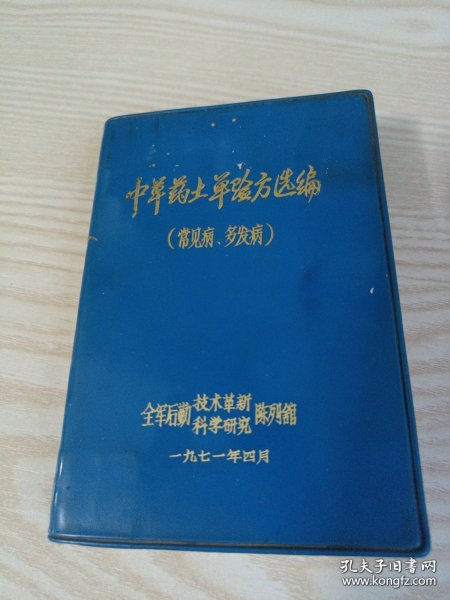 中草药土单验方选编
(常见病、多发病)
全军后勤技术革新科学研究陈列舘
一九七一年四月
孔夫子旧书网
www.kongfz.com